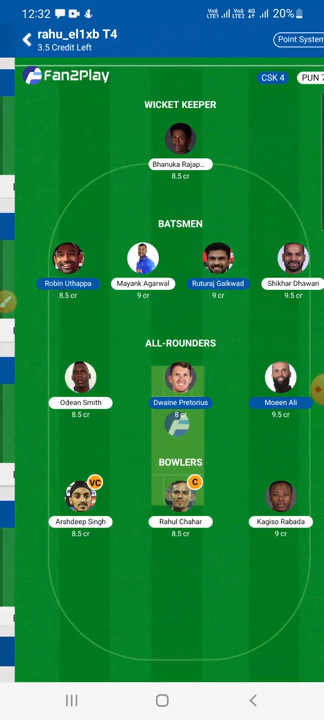 12:32 20%
rahu_el1xb T4
3.5 Credit Left
Point System
Fan2Play CSK 4 PUN 7
WICKET KEEPER
Bhanuka Rajap...
8.5 cr
BATSMEN
Robin Uthappa Mayank Agarwal Ruturaj Gaikwad Shikhar Dhawan
8.5 cr 9 cr 9 cr 9.5 cr
ALL-ROUNDERS
Odean Smith Dwaine Pretorius Moeen Ali
8.5 cr 8 cr 9.5 cr
BOWLERS
VC C
Arshdeep Singh Rahul Chahar Kagiso Rabada
8.5 cr 8.5 cr 9 cr